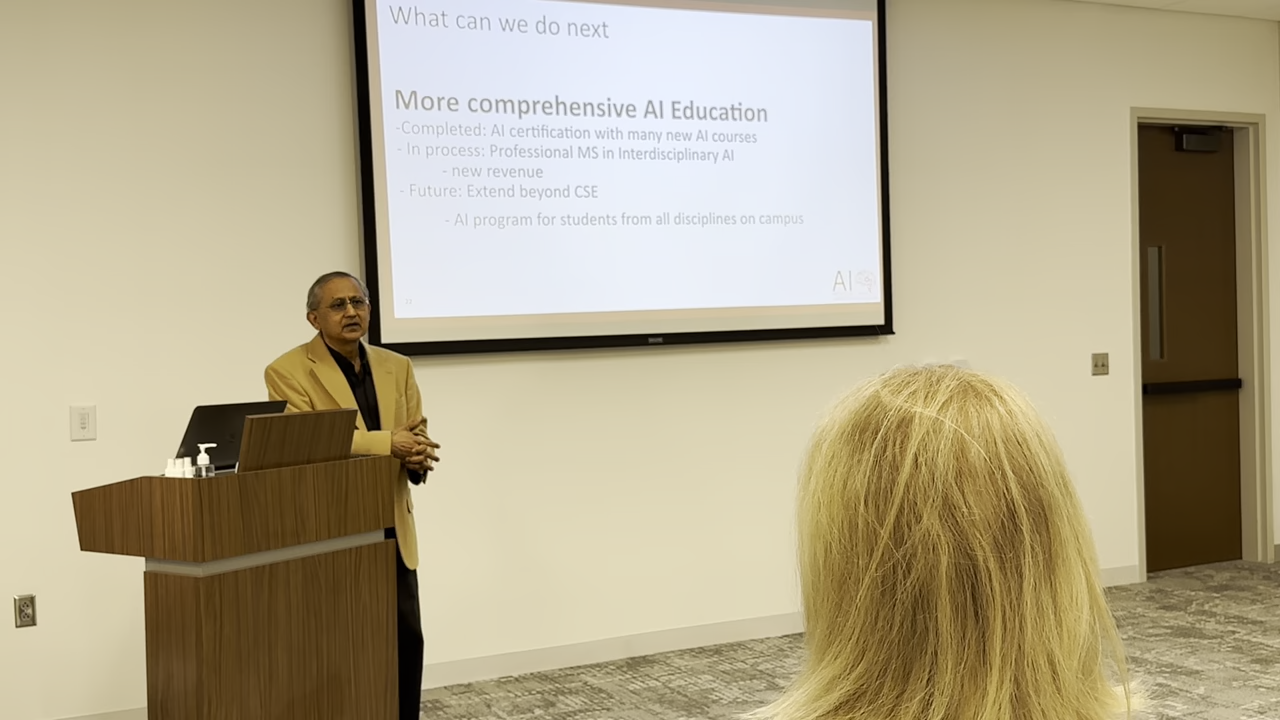 What can we do next
More comprehensive AI Education
-Completed: AI certification with many new AI courses
- In process: Professional MS in Interdisciplinary AI
- new revenue
- Future: Extend beyond CSE
- AI program for students from all disciplines on campus
AI